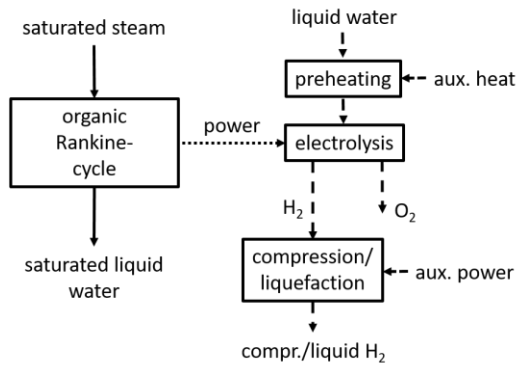 saturated steam
organic
Rankine-
cycle
saturated liquid
water
power
liquid water
preheating
aux. heat
electrolysis
H₂
O₂
compression/
liquefaction
aux. power
compr./liquid H₂